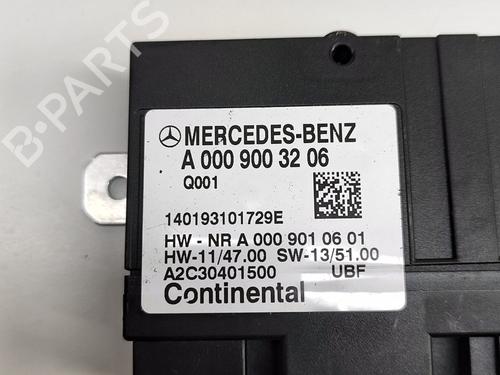 B-PARTS
MERCEDES-BENZ
A 000 900 32 06
Q001
140193101729E
HW - NR A 000 901 06 01
HW-11/47.00 SW-13/51.00
A2C30401500 UBF
Continental